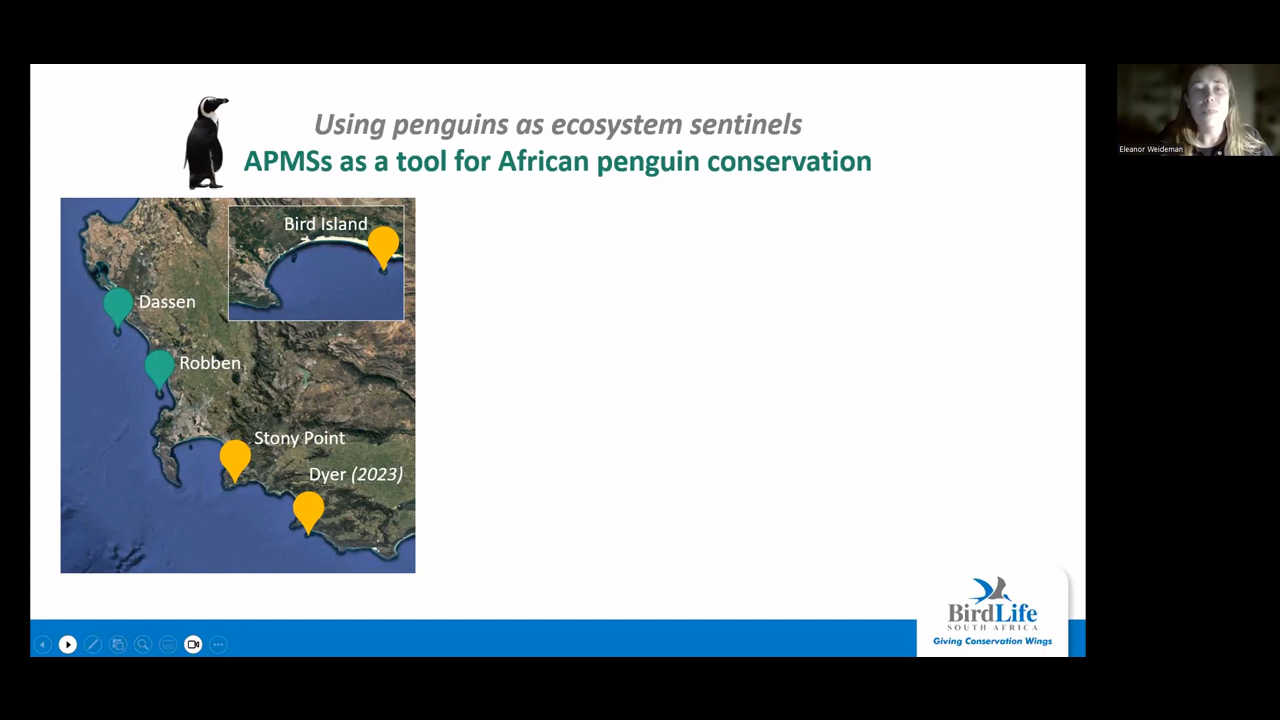 Using penguins as ecosystem sentinels
APMSs as a tool for African penguin conservation
Bird Island
Dassen
Robben
Stony Point
Dyer (2023)
BirdLife
SOUTH AFRICA
Giving Conservation Wings
Eleanor Weideman